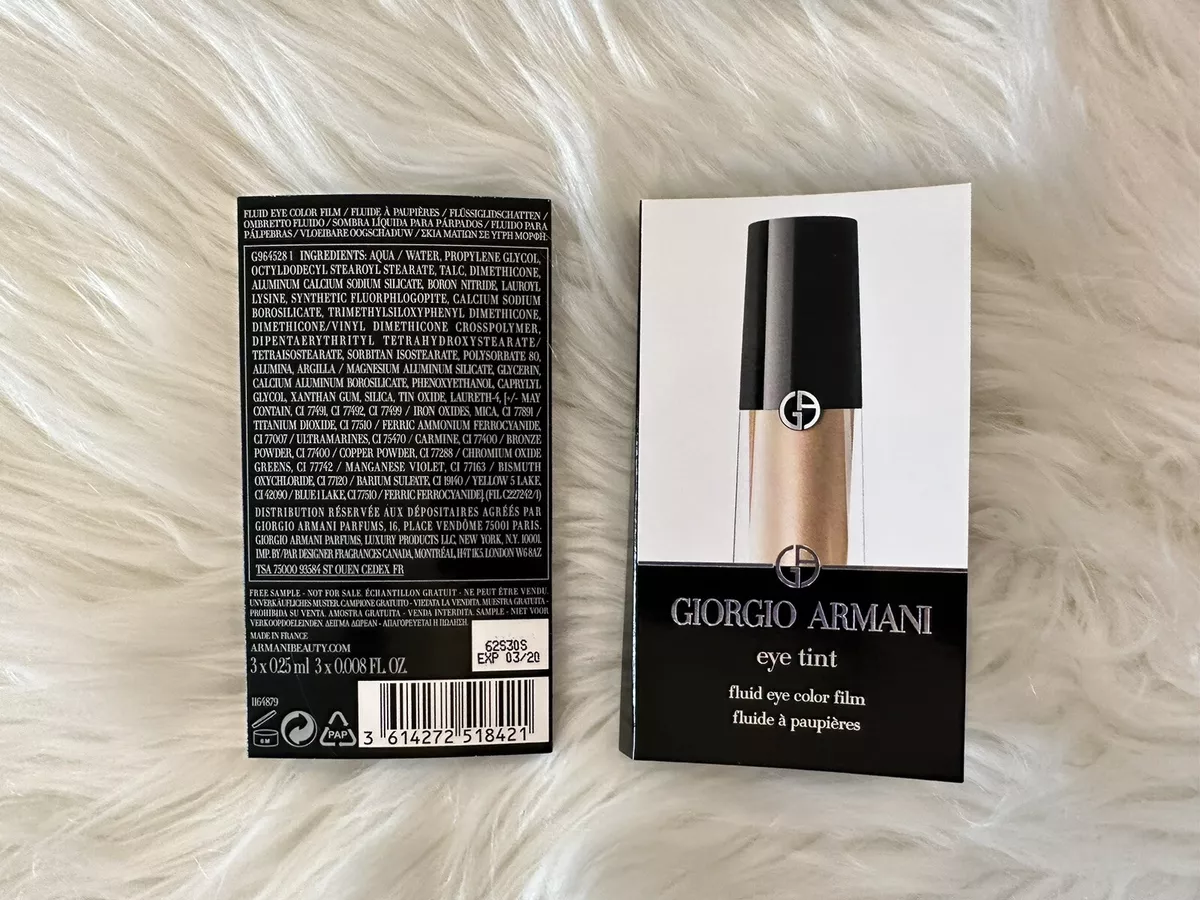 FLUID EYE COLOR FILM / FLUIDE À PAUPIÈRES / FLÜSSIGLIDSCHATTEN /
OMBRETTO FLUIDO / SOMBRA LÍQUIDA PARA PÁRPADOS / FLUIDO PARA
PÁLPEBRAS / VLOEIBARE OOGSCHADUW / ΣΚΙΑ ΜΑΤΙΩΝ ΣΕ ΥΓΡΗ ΜΟΡΦΗ.
G964528 1 INGREDIENTS: AQUA / WATER, PROPYLENE GLYCOL,
OCTYLDODECYL STEAROYL STEARATE, TALC, DIMETHICONE,
ALUMINUM CALCIUM SODIUM SILICATE, BORON NITRIDE, LAUROYL
LYSINE, SYNTHETIC FLUORPHLOGOPITE, CALCIUM SODIUM
BOROSILICATE, TRIMETHYLSILOXYPHENYL DIMETHICONE,
DIMETHICONE/VINYL DIMETHICONE CROSSPOLYMER,
DIPENTAERYTHRITYL TETRAHYDROXYSTEARATE/
TETRAISOSTEARATE, SORBITAN ISOSTEARATE, POLYSORBATE 80,
ALUMINA, ARGILLA / MAGNESIUM ALUMINUM SILICATE, GLYCERIN,
CALCIUM ALUMINUM BOROSILICATE, PHENOXYETHANOL, CAPRYLYL
GLYCOL, XANTHAN GUM, SILICA, TIN OXIDE, LAURETH-4, [+/- MAY
CONTAIN, CI 77491, CI 77492, CI 77499 / IRON OXIDES, MICA, CI 77891 /
TITANIUM DIOXIDE, CI 77510 / FERRIC AMMONIUM FERROCYANIDE,
CI 77007 / ULTRAMARINES, CI 75470 / CARMINE, CI 77400 / BRONZE
POWDER, CI 77400 / COPPER POWDER, CI 77288 / CHROMIUM OXIDE
GREENS, CI 77742 / MANGANESE VIOLET, CI 77163 / BISMUTH
OXYCHLORIDE, CI 77120 / BARIUM SULFATE, CI 19140 / YELLOW 5 LAKE,
CI 42090 / BLUE 1 LAKE, CI 77510 / FERRIC FERROCYANIDE]. (FIL C227242/1)
DISTRIBUTION RÉSERVÉE AUX DÉPOSITAIRES AGRÉÉS PAR
GIORGIO ARMANI PARFUMS, 16, PLACE VENDÔME 75001 PARIS.
GIORGIO ARMANI PARFUMS, LUXURY PRODUCTS LLC, NEW YORK, N.Y. 10001.
IMP. BY/PAR DESIGNER FRAGRANCES CANADA, MONTRÉAL, H4T 1K5. LONDON W6 8AZ
TSA 75000 93584 ST OUEN CEDEX FR
FREE SAMPLE - NOT FOR SALE. ÉCHANTILLON GRATUIT - NE PEUT ÊTRE VENDU.
UNVERKÄUFLICHES MUSTER. CAMPIONE GRATUITO - VIETATA LA VENDITA. MUESTRA GRATUITA -
PROHIBIDA SU VENTA. AMOSTRA GRATUITA - VENDA INTERDITA. SAMPLE - NIET VOOR
VERKOOPDOELEINDEN. ΔΕΙΓΜΑ ΔΩΡΕΑΝ - ΑΠΑΓΟΡΕΥΕΤΑΙ Η ΠΩΛΗΣΗ.
MADE IN FRANCE
ARMANIBEAUTY.COM
3 x 0.25 ml 3 x 0.008 FL. OZ.
62S30S
EXP 03/20
1164879
6 M
PAP
3 614272 518421
GA
GA
GIORGIO ARMANI
eye tint
fluid eye color film
fluide à paupières